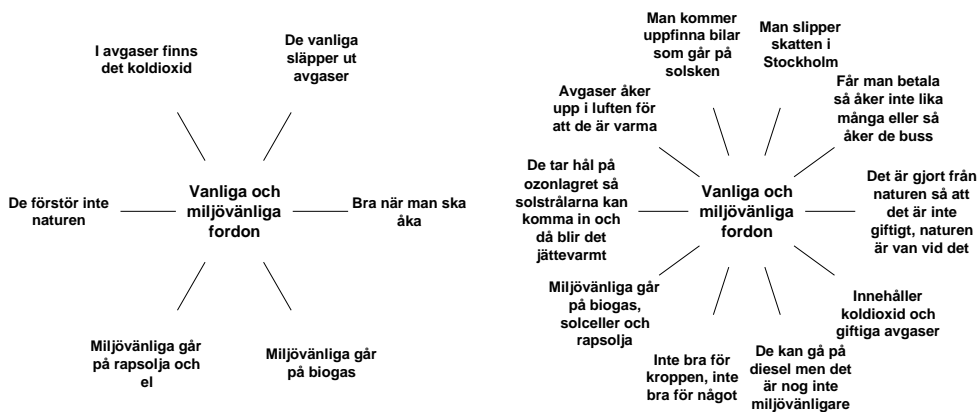 I avgaser finns
det koldioxid
De vanliga
släpper ut
avgaser
De förstör inte
naturen
Vanliga och
miljövänliga
fordon
Bra när man ska
åka
Miljövänliga går
på rapsolja och
el
Miljövänliga går
på biogas
Man kommer
uppfinna bilar
som går på
solsken
Man slipper
skatten i
Stockholm
Avgaser åker
upp i luften för
att de är varma
Får man betala
så åker inte lika
många eller så
åker de buss
De tar hål på
ozonlagret så
solstrålarna kan
komma in och
då blir det
jättevarmt
Vanliga och
miljövänliga
fordon
Det är gjort från
naturen så att
det är inte
giftigt, naturen
är van vid det
Miljövänliga går
på biogas,
solceller och
rapsolja
Innehåller
koldioxid och
giftiga avgaser
Inte bra för
kroppen, inte
bra för något
De kan gå på
diesel men det
är nog inte
miljövänligare